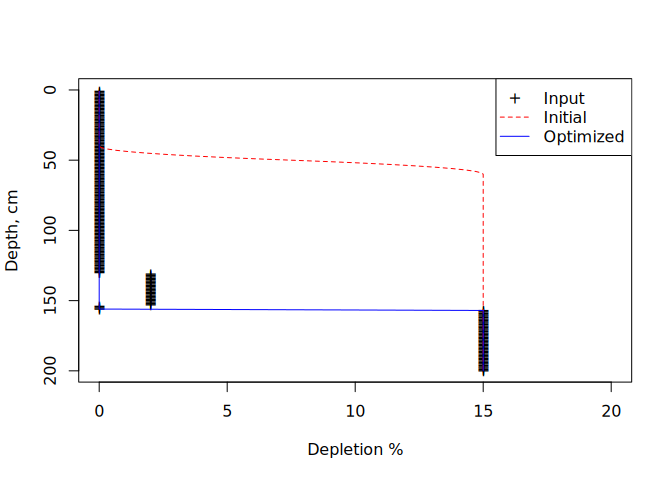 Input
Initial
Optimized
0
50
100
150
200
Depth, cm
0 5 10 15 20
Depletion %